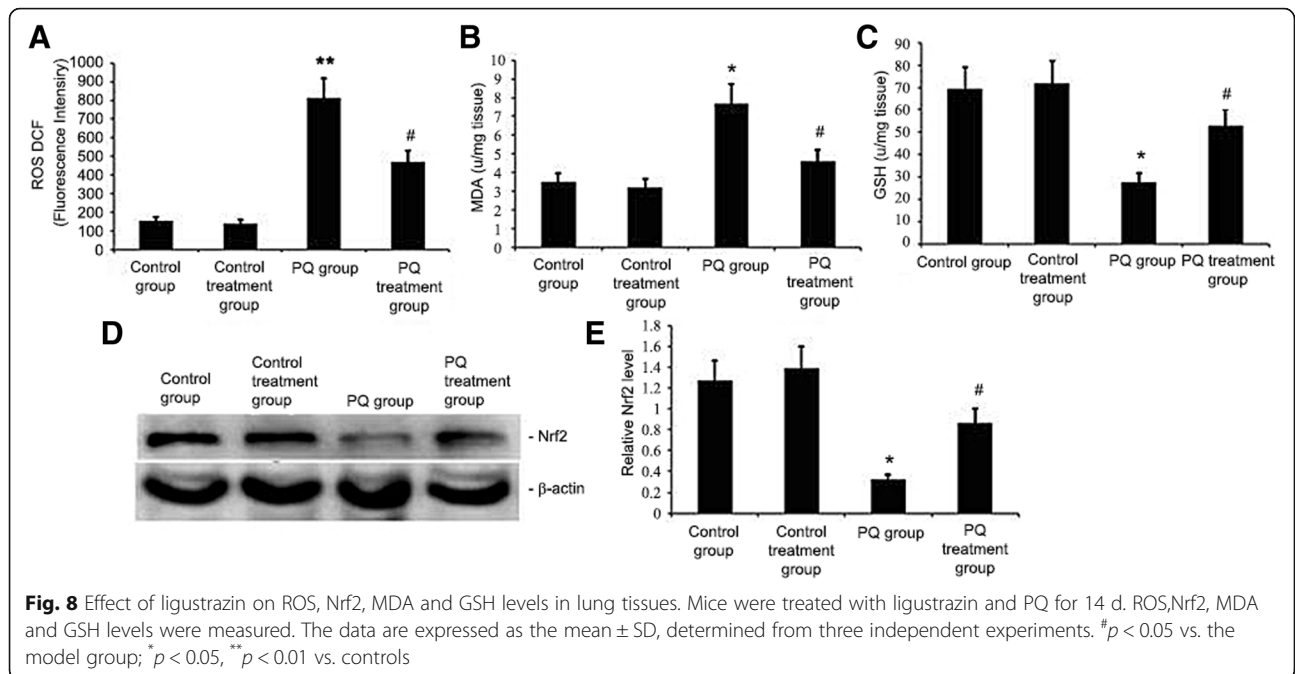 A
ROS DCF
(Fluorescence Intensiry)
1000
900
800
700
600
500
400
300
200
100
0
**
#
Control
group
Control
treatment
group
PQ group
PQ
treatment
group
B
MDA (u/mg tissue)
10
9
8
7
6
5
4
3
2
1
0
*
#
Control
group
Control
treatment
group
PQ group
PQ
treatment
group
C
GSH (u/mg tissue)
90
80
70
60
50
40
30
20
10
0
*
#
Control group
Control
treatment
group
PQ group
PQ treatment
group
D
Control
group
Control
treatment
group
PQ group
PQ
treatment
group
- Nrf2
- β-actin
E
Relative Nrf2 level
1.8
1.6
1.4
1.2
1
0.8
0.6
0.4
0.2
0
*
#
Control
group
Control
treatment
group
PQ group
PQ
treatment
group
Fig. 8 Effect of ligustrazin on ROS, Nrf2, MDA and GSH levels in lung tissues. Mice were treated with ligustrazin and PQ for 14 d. ROS,Nrf2, MDA
and GSH levels were measured. The data are expressed as the mean ± SD, determined from three independent experiments. #p < 0.05 vs. the
model group; *p < 0.05, **p < 0.01 vs. controls